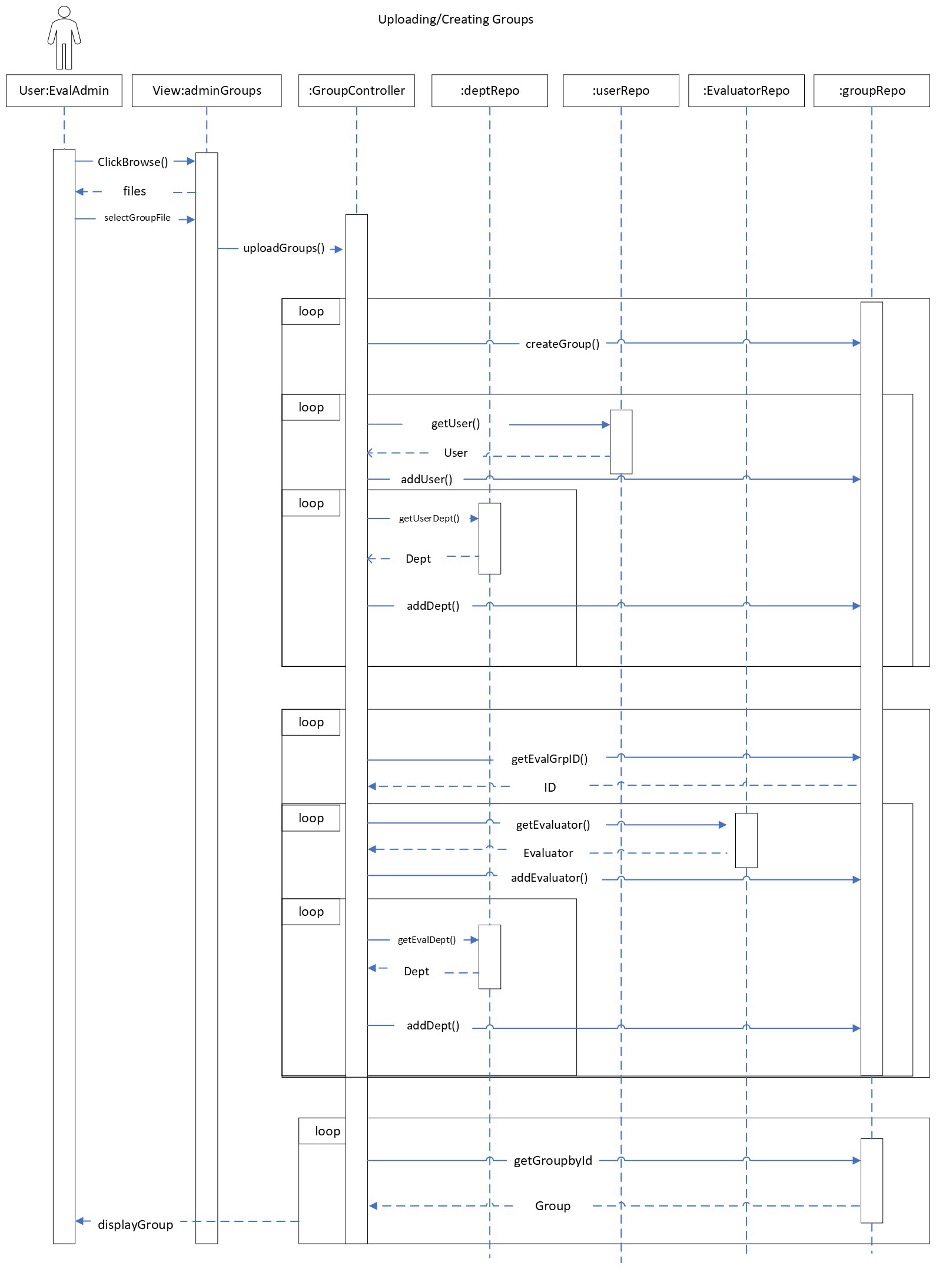 Uploading/Creating Groups
User:EvalAdmin
View:adminGroups
:GroupController
:deptRepo
:userRepo
:EvaluatorRepo
:groupRepo
ClickBrowse()
files
selectGroupFile
uploadGroups()
loop
createGroup()
loop
getUser()
User
addUser()
loop
getUserDept()
Dept
addDept()
loop
getEvalGrpID()
ID
loop
getEvaluator()
Evaluator
addEvaluator()
loop
getEvalDept()
Dept
addDept()
loop
getGroupbyId
Group
displayGroup